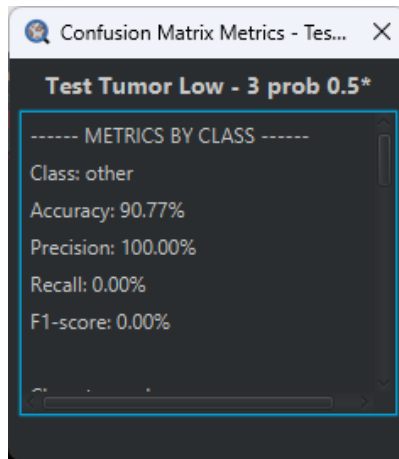 Confusion Matrix Metrics - Tes...
Test Tumor Low - 3 prob 0.5*
------ METRICS BY CLASS ------
Class: other
Accuracy: 90.77%
Precision: 100.00%
Recall: 0.00%
F1-score: 0.00%